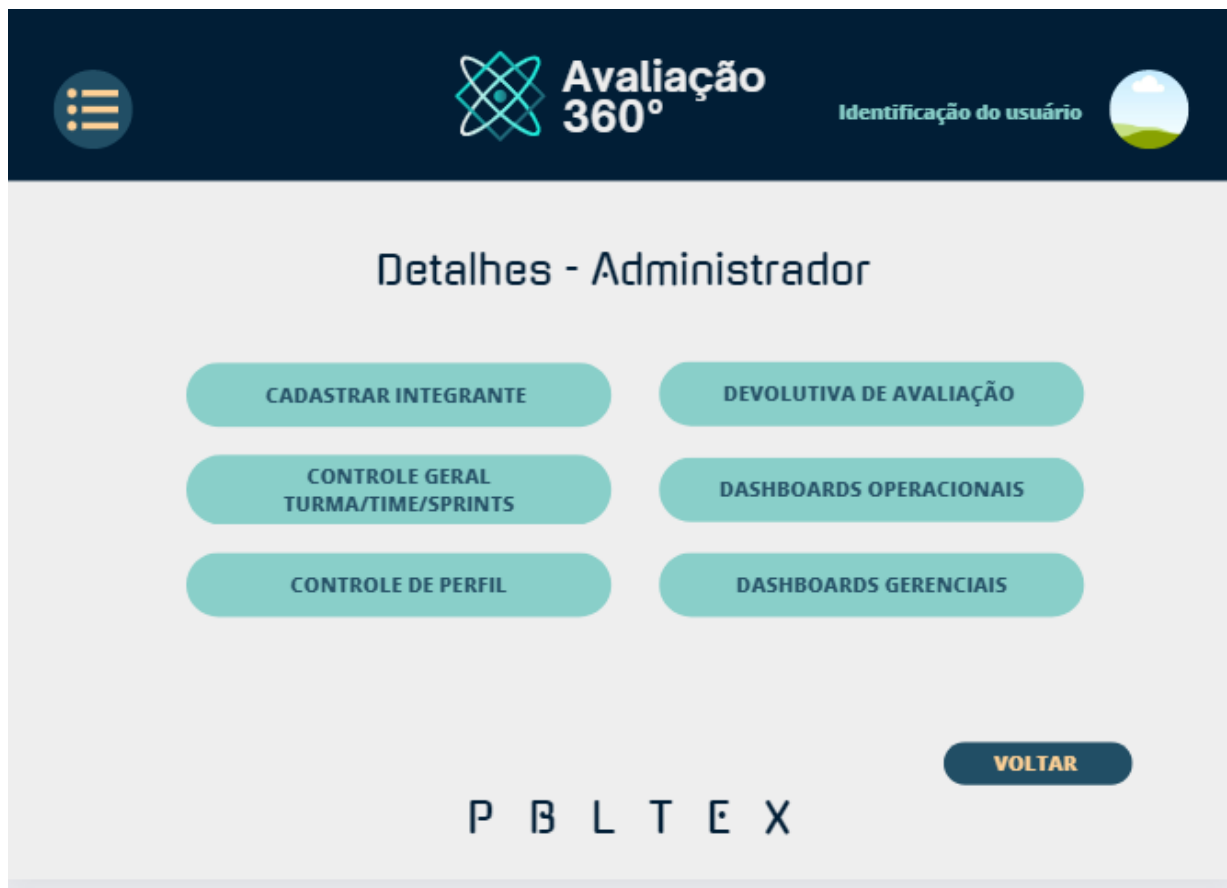 Avaliação
360º
Identificação do usuário
Detalhes - Administrador
CADASTRAR INTEGRANTE
DEVOLUTIVA DE AVALIAÇÃO
CONTROLE GERAL
TURMA/TIME/SPRINTS
DASHBOARDS OPERACIONAIS
CONTROLE DE PERFIL
DASHBOARDS GERENCIAIS
VOLTAR
P B L T E X